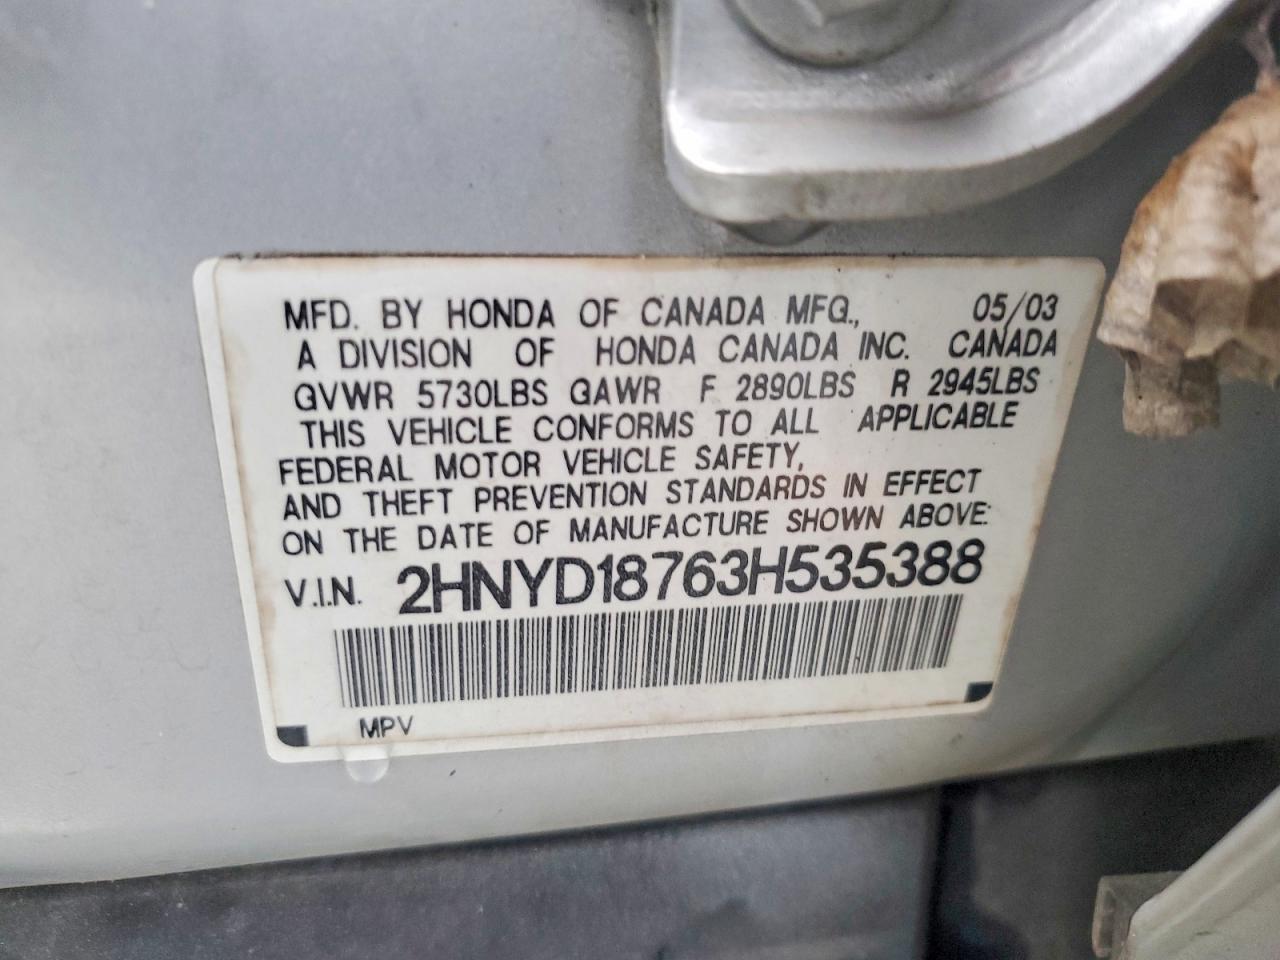 MFD. BY HONDA OF CANADA MFG., 05/03
A DIVISION OF HONDA CANADA INC. CANADA
GVWR 5730LBS GAWR F 2890LBS R 2945LBS
THIS VEHICLE CONFORMS TO ALL APPLICABLE
FEDERAL MOTOR VEHICLE SAFETY,
AND THEFT PREVENTION STANDARDS IN EFFECT
ON THE DATE OF MANUFACTURE SHOWN ABOVE.
V.I.N. 2HNYD18763H535388
MPV